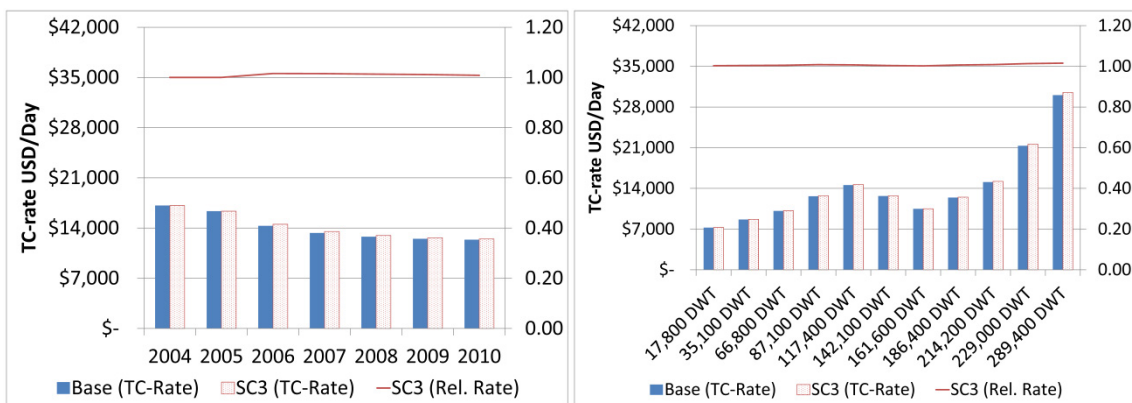 $42,000
$35,000
$28,000
$21,000
$14,000
$7,000
$-
TC-rate USD/Day
1.20
1.00
0.80
0.60
0.40
0.20
0.00
2004 2005 2006 2007 2008 2009 2010
Base (TC-Rate) SC3 (TC-Rate) SC3 (Rel. Rate)
$42,000
$35,000
$28,000
$21,000
$14,000
$7,000
$-
TC-rate USD/Day
1.20
1.00
0.80
0.60
0.40
0.20
0.00
17,800 DWT
35,100 DWT
66,800 DWT
87,100 DWT
117,400 DWT
142,100 DWT
161,600 DWT
186,400 DWT
214,200 DWT
229,000 DWT
289,400 DWT
Base (TC-Rate) SC3 (TC-Rate) SC3 (Rel. Rate)